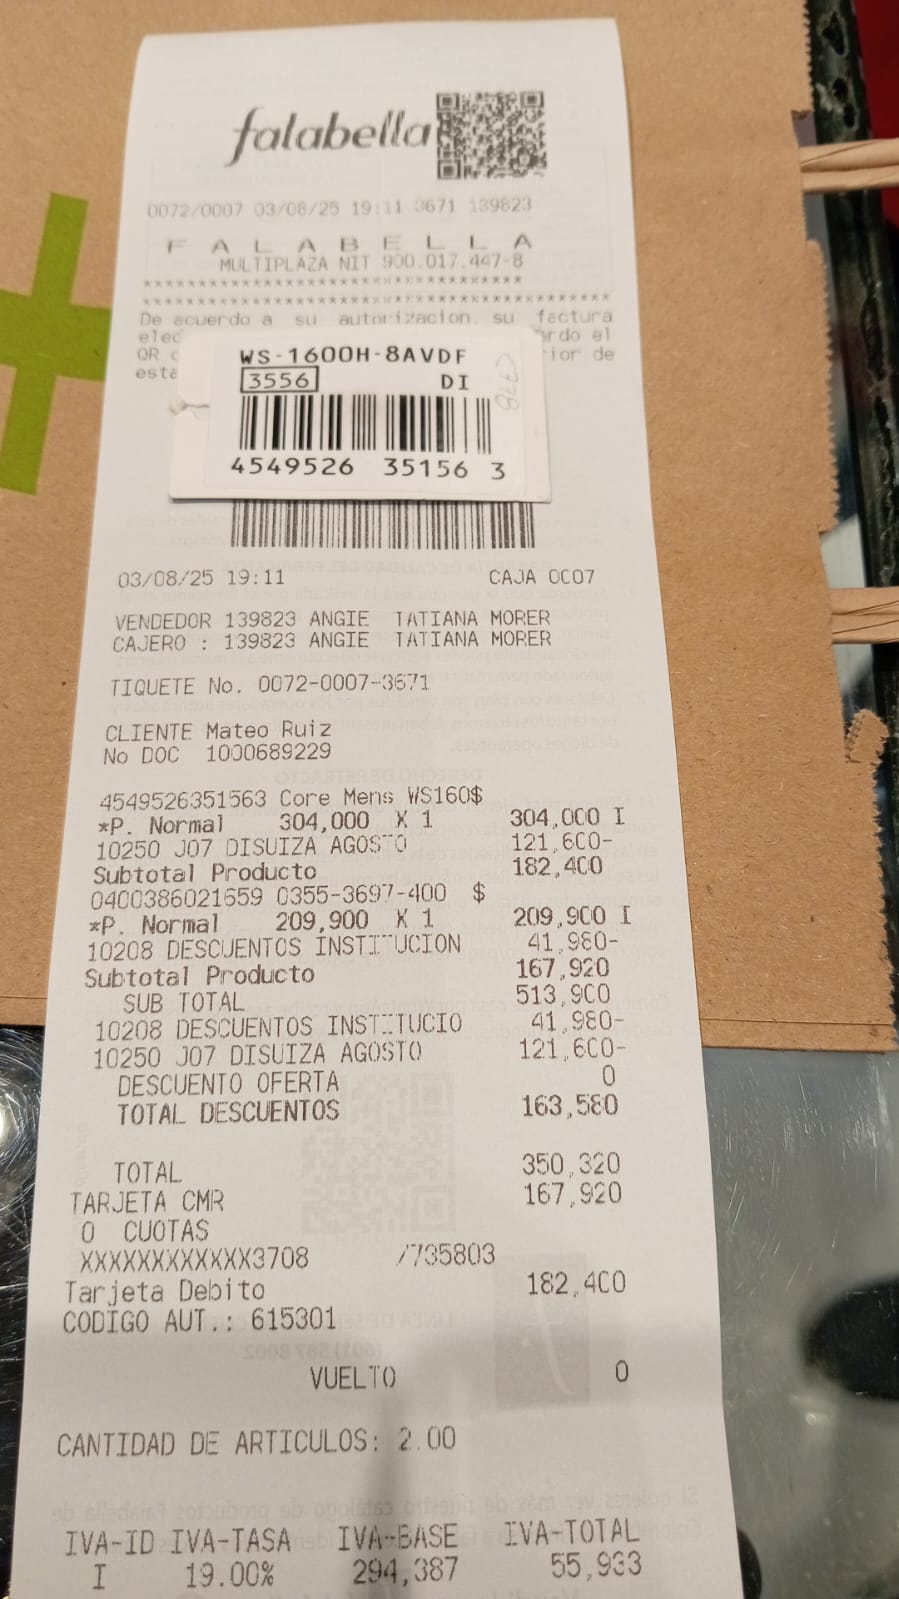 falabella
0072/0007 03/08/25 19:11 3671 139823
F A L A B E L L A
MULTIPLAZA NIT 900.017.447-8
De acuerdo a su autorizacion, su factura
elec
QR
esta
WS-1600H-8AVDF
3556 DI
4549526 35156 3
03/08/25 19:11 CAJA 0C07
VENDEDOR 139823 ANGIE TATIANA MORER
CAJERO : 139823 ANGIE TATIANA MORER
TIQUETE No. 0072-0007-3671
CLIENTE Mateo Ruiz
No DOC 1000689229
4549526351563 Core Mens WS160$
*P. Normal 304,000 X 1 304,000 I
10250 J07 DISUIZA AGOSTO 121,600-
Subtotal Producto 182,400
0400386021659 0355-3697-400 $
*P. Normal 209,900 X 1 209,900 I
10208 DESCUENTOS INSTITUCION 41,980-
Subtotal Producto 167,920
SUB TOTAL 513,900
10208 DESCUENTOS INSTITUCIO 41,980-
10250 J07 DISUIZA AGOSTO 121,600-
DESCUENTO OFERTA 0
TOTAL DESCUENTOS 163,580
TOTAL 350,320
TARJETA CMR 167,920
0 CUOTAS
XXXXXXXXXXXX3708 /735803
Tarjeta Debito 182,400
CODIGO AUT.: 615301
VUELTO 0
CANTIDAD DE ARTICULOS: 2.00
IVA-ID IVA-TASA IVA-BASE IVA-TOTAL
I 19.00% 294,387 55,933